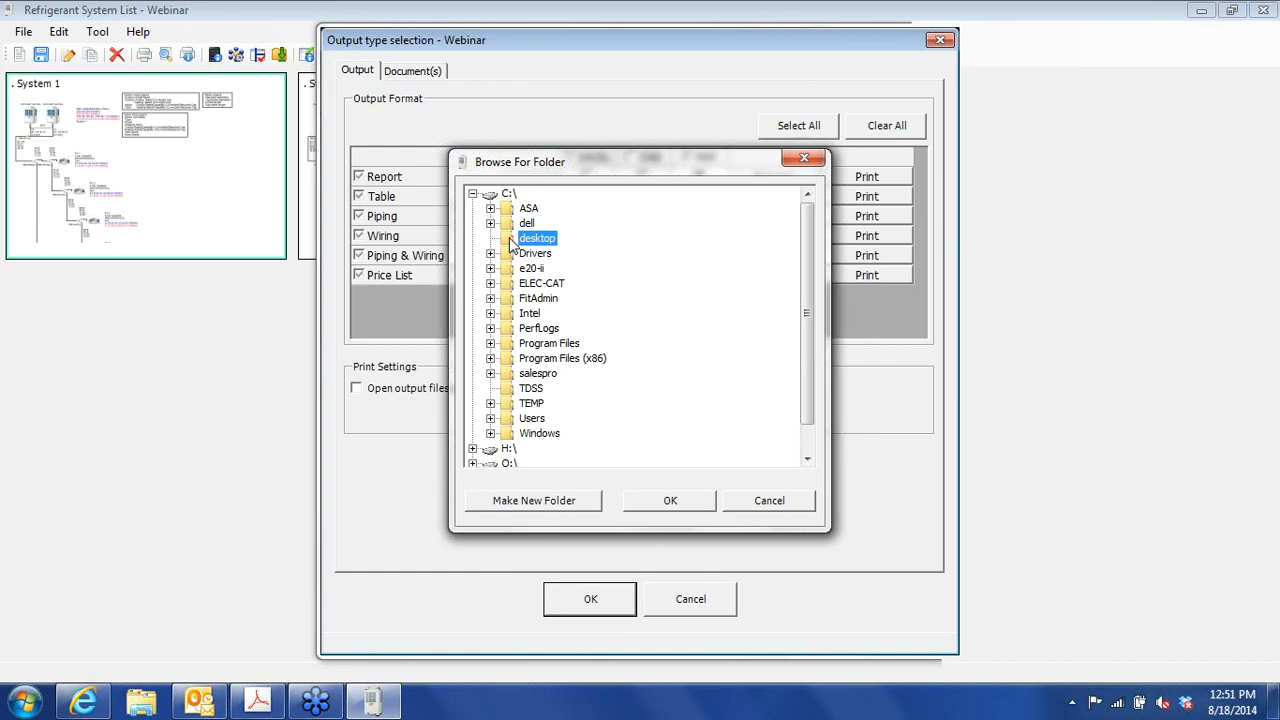 Refrigerant System List - Webinar
File Edit Tool Help
. System 1
Output type selection - Webinar
Output Document(s)
Output Format
Select All Clear All
Report Print
Table Print
Piping Print
Wiring Print
Piping & Wiring Print
Price List Print
Print Settings
Open output files
OK Cancel
Browse For Folder
C:\
ASA
dell
desktop
Drivers
e20-ii
ELEC-CAT
FitAdmin
Intel
PerfLogs
Program Files
Program Files (x86)
salespro
TDSS
TEMP
Users
Windows
H:\
Q:\
Make New Folder OK Cancel
12:51 PM
8/18/2014